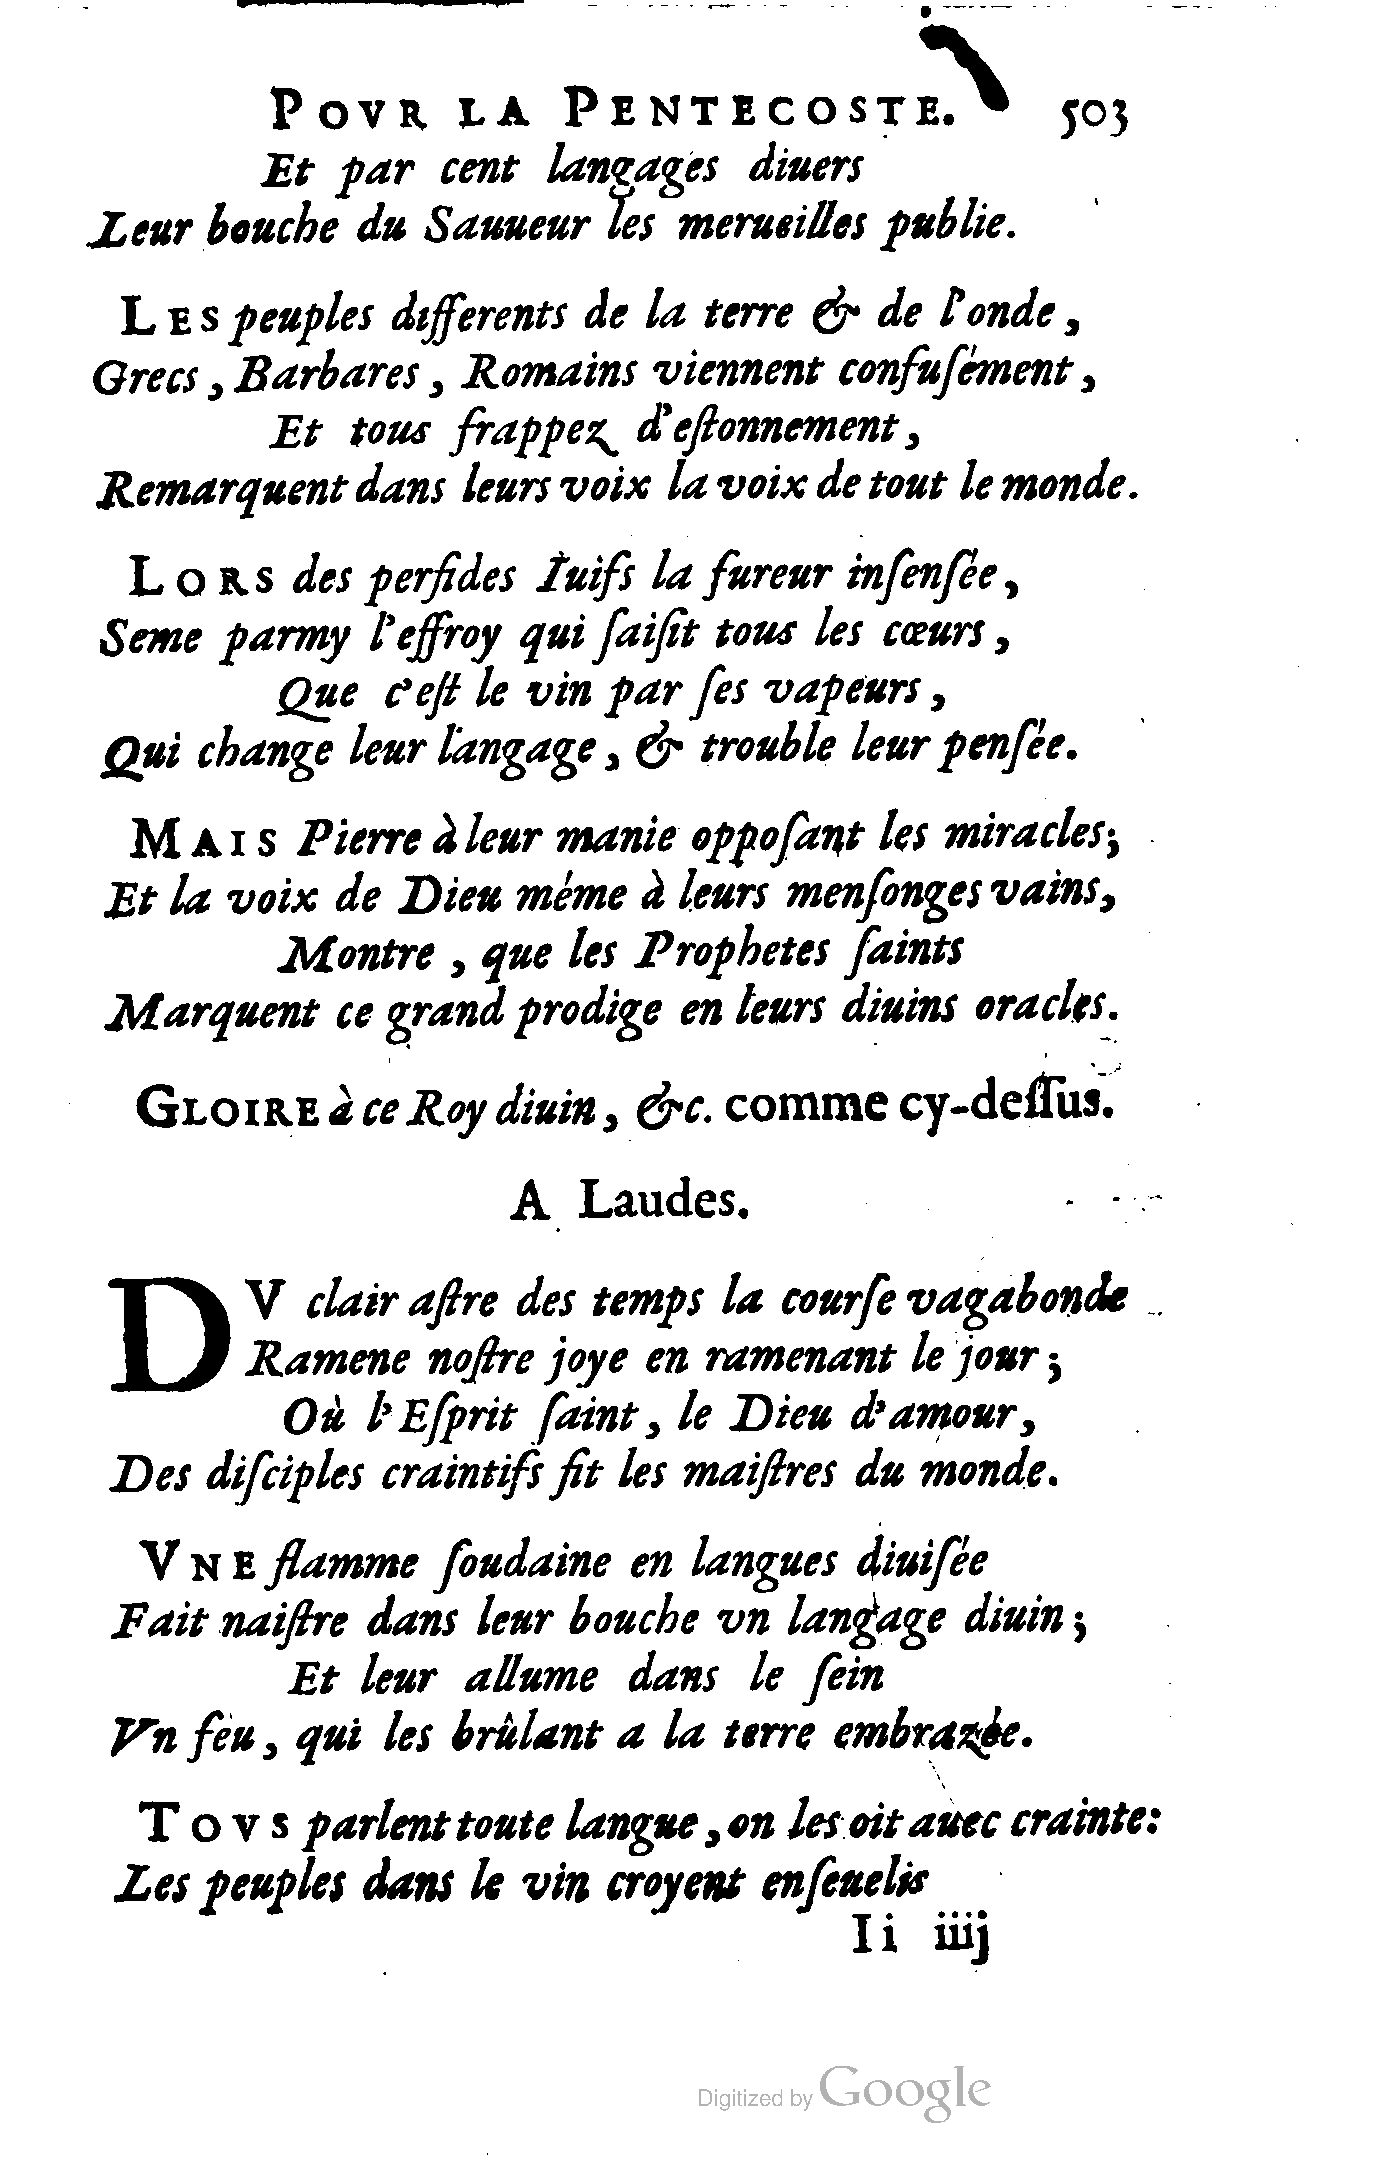 POVR LA PENTECOSTE. 503
Et par cent langages diuers
Leur bouche du Sauueur les merueilles publie.
LES peuples differents de la terre & de l'onde,
Grecs, Barbares, Romains viennent confuſément,
Et tous frappez d'eſtonnement,
Remarquent dans leurs voix la voix de tout le monde.
LORS des perfides Iuifs la fureur inſenſée,
Seme parmy l'effroy qui ſaiſit tous les cœurs,
Que c'eſt le vin par ſes vapeurs,
Qui change leur langage, & trouble leur penſée.
MAIS Pierre à leur manie oppoſant les miracles;
Et la voix de Dieu méme à leurs menſonges vains,
Montre, que les Prophetes ſaints
Marquent ce grand prodige en leurs diuins oracles.
GLOIRE à ce Roy diuin, &c. comme cy-deſſus.
A Laudes.
DV clair aſtre des temps la courſe vagabonde
Ramene noſtre joye en ramenant le jour;
Où l'Eſprit ſaint, le Dieu d'amour,
Des diſciples craintifs fit les maiſtres du monde.
VNE flamme ſoudaine en langues diuiſée
Fait naiſtre dans leur bouche vn langage diuin;
Et leur allume dans le ſein
Vn feu, qui les brûlant a la terre embrazée.
TOVS parlent toute langue, on les oit auec crainte:
Les peuples dans le vin croyent enſeuelis
Ii iiij
Digitized by Google